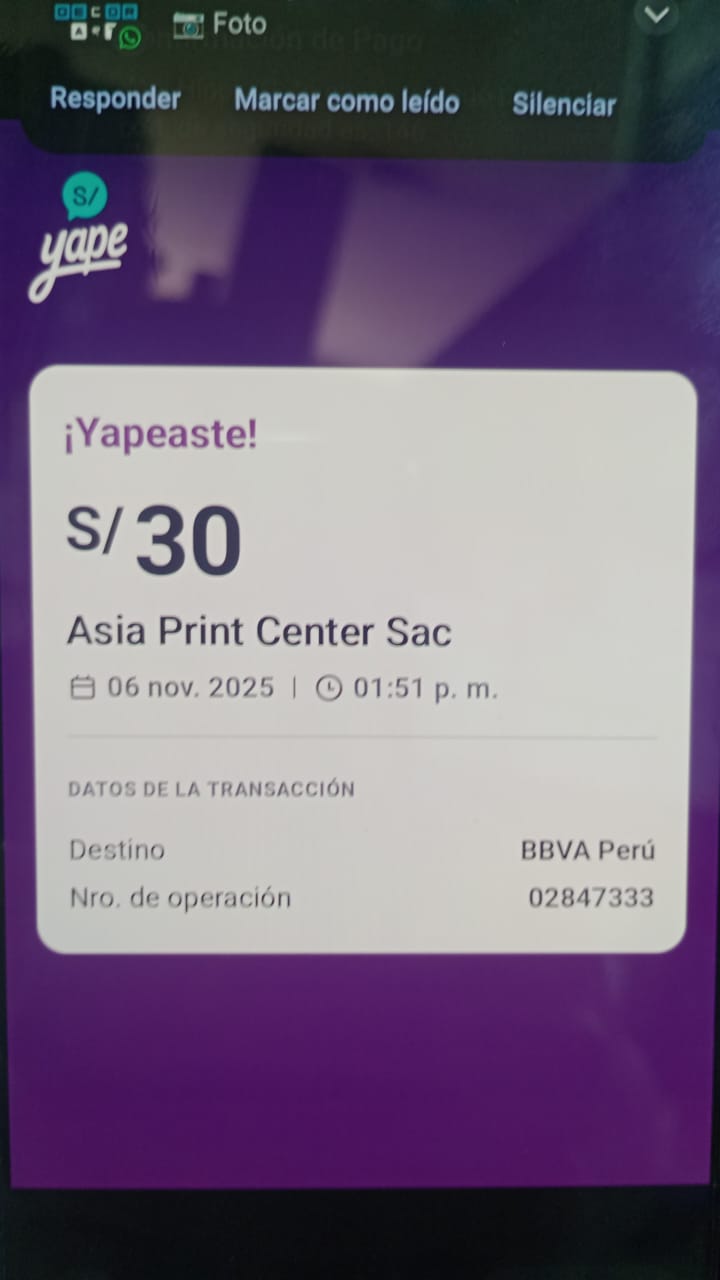 Foto
Responder Marcar como leído Silenciar
S/
yape
¡Yapeaste!
S/ 30
Asia Print Center Sac
06 nov. 2025 | 01:51 p. m.
DATOS DE LA TRANSACCIÓN
Destino BBVA Perú
Nro. de operación 02847333